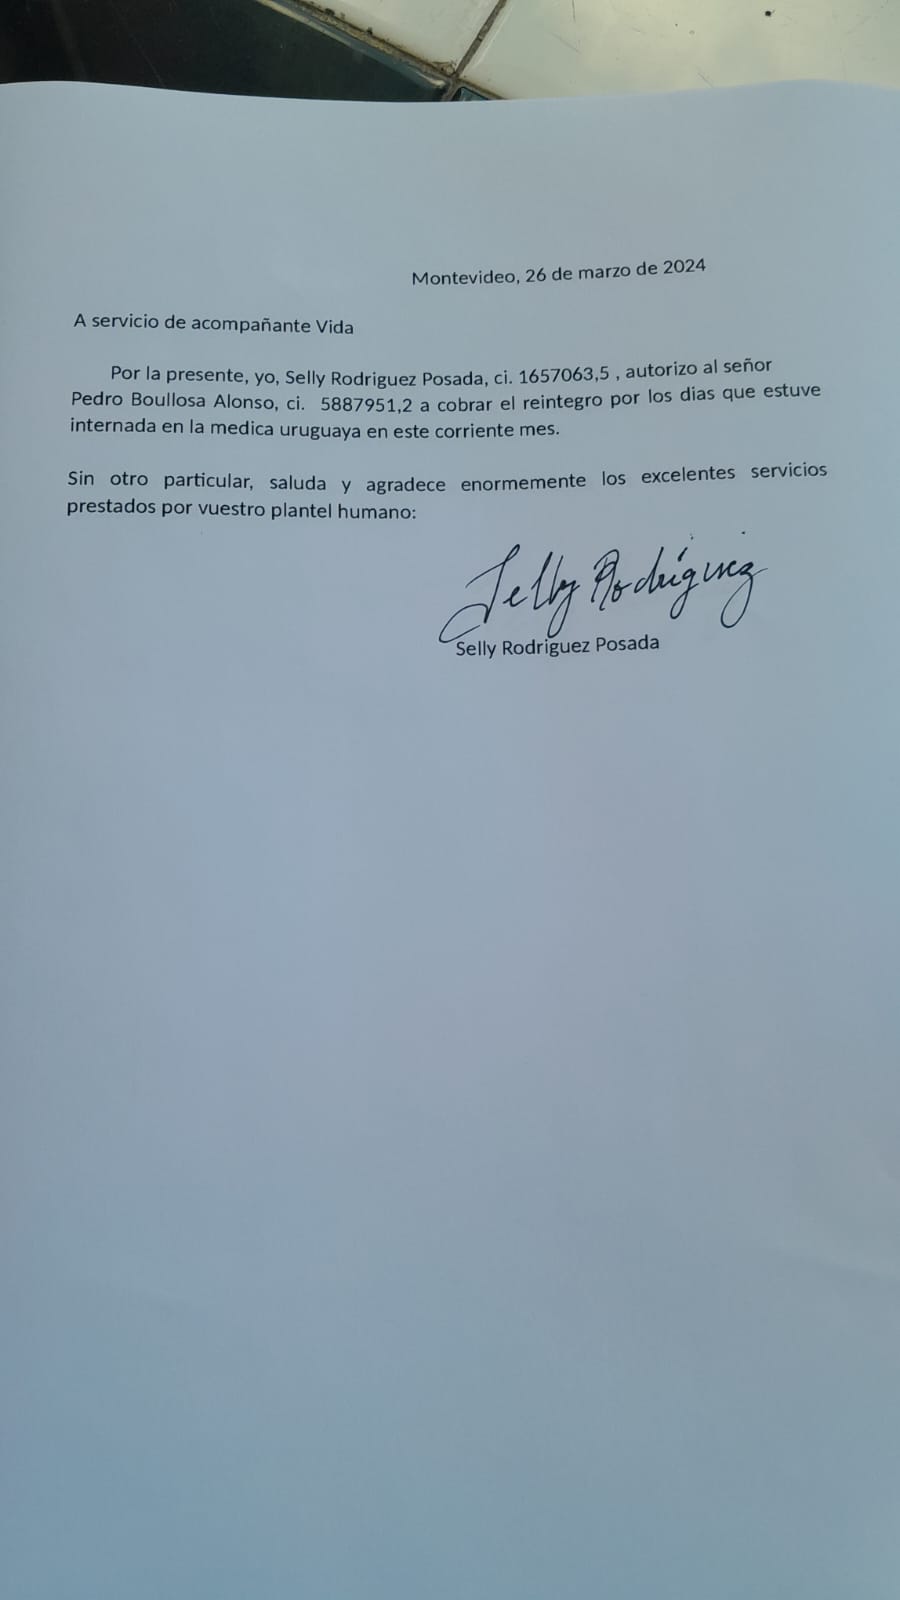 Montevideo, 26 de marzo de 2024
A servicio de acompañante Vida
Por la presente, yo, Selly Rodriguez Posada, ci. 1657063,5 , autorizo al señor
Pedro Boullosa Alonso, ci. 5887951,2 a cobrar el reintegro por los dias que estuve
internada en la medica uruguaya en este corriente mes.
Sin otro particular, saluda y agradece enormemente los excelentes servicios
prestados por vuestro plantel humano:
Selly Rodríguez
Selly Rodriguez Posada